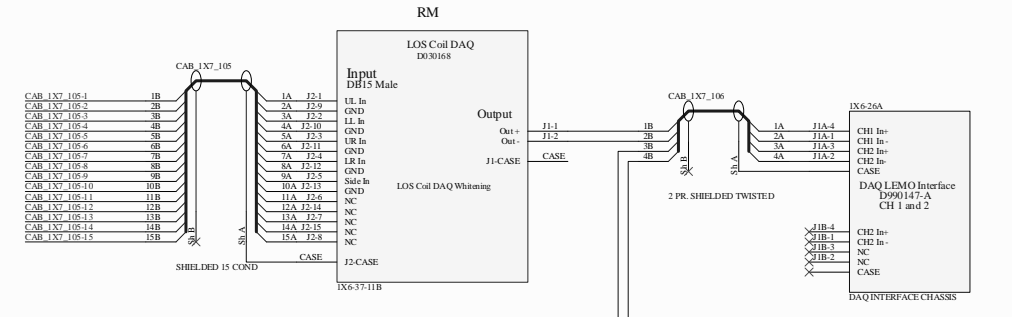 RM
LOS Coil DAQ
D030168
CAB_1X7_105
Input
DB15 Male
CAB_1X7_105-1 1B 1A J2-1 UL In
CAB_1X7_105-2 2B 2A J2-9 GND
CAB_1X7_105-3 3B 3A J2-2 LL In
CAB_1X7_105-4 4B 4A J2-10 GND
CAB_1X7_105-5 5B 5A J2-3 UR In
CAB_1X7_105-6 6B 6A J2-11 GND
CAB_1X7_105-7 7B 7A J2-4 LR In
CAB_1X7_105-8 8B 8A J2-12 GND
CAB_1X7_105-9 9B 9A J2-5 Side In
CAB_1X7_105-10 10B 10A J2-13 GND
CAB_1X7_105-11 11B 11A J2-6 NC
CAB_1X7_105-12 12B 12A J2-14 NC
CAB_1X7_105-13 13B 13A J2-7 NC
CAB_1X7_105-14 14B 14A J2-15 NC
CAB_1X7_105-15 15B 15A J2-8 NC
Sh B
Sh A
CASE J2-CASE
SHIELDED 15 COND
LOS Coil DAQ Whitening
1X6-37-11B
Output
Out+ J1-1 1B
Out- J1-2 2B
3B
J1-CASE CASE 4B
CAB_1X7_106
Sh B
Sh A
2 PR. SHIELDED TWISTED
1X6-26A
1A J1A-4 CH1 In+
2A J1A-1 CH1 In-
3A J1A-3 CH2 In+
4A J1A-2 CH2 In-
CASE
DAQ LEMO Interface
D990147-A
CH 1 and 2
J1B-4 CH2 In+
J1B-1 CH2 In-
J1B-3 NC
J1B-2 NC
CASE
DAQ INTERFACE CHASSIS